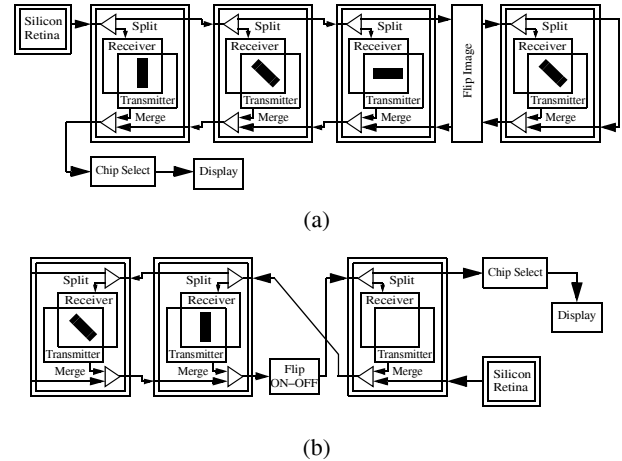 Silicon
Retina
Split
Receiver
Transmitter
Merge
Split
Receiver
Transmitter
Merge
Split
Receiver
Transmitter
Merge
Flip Image
Split
Receiver
Transmitter
Merge
Chip Select
Display
(a)
Split
Receiver
Transmitter
Merge
Split
Receiver
Transmitter
Merge
Flip
ON–OFF
Split
Receiver
Transmitter
Merge
Chip Select
Display
Silicon
Retina
(b)